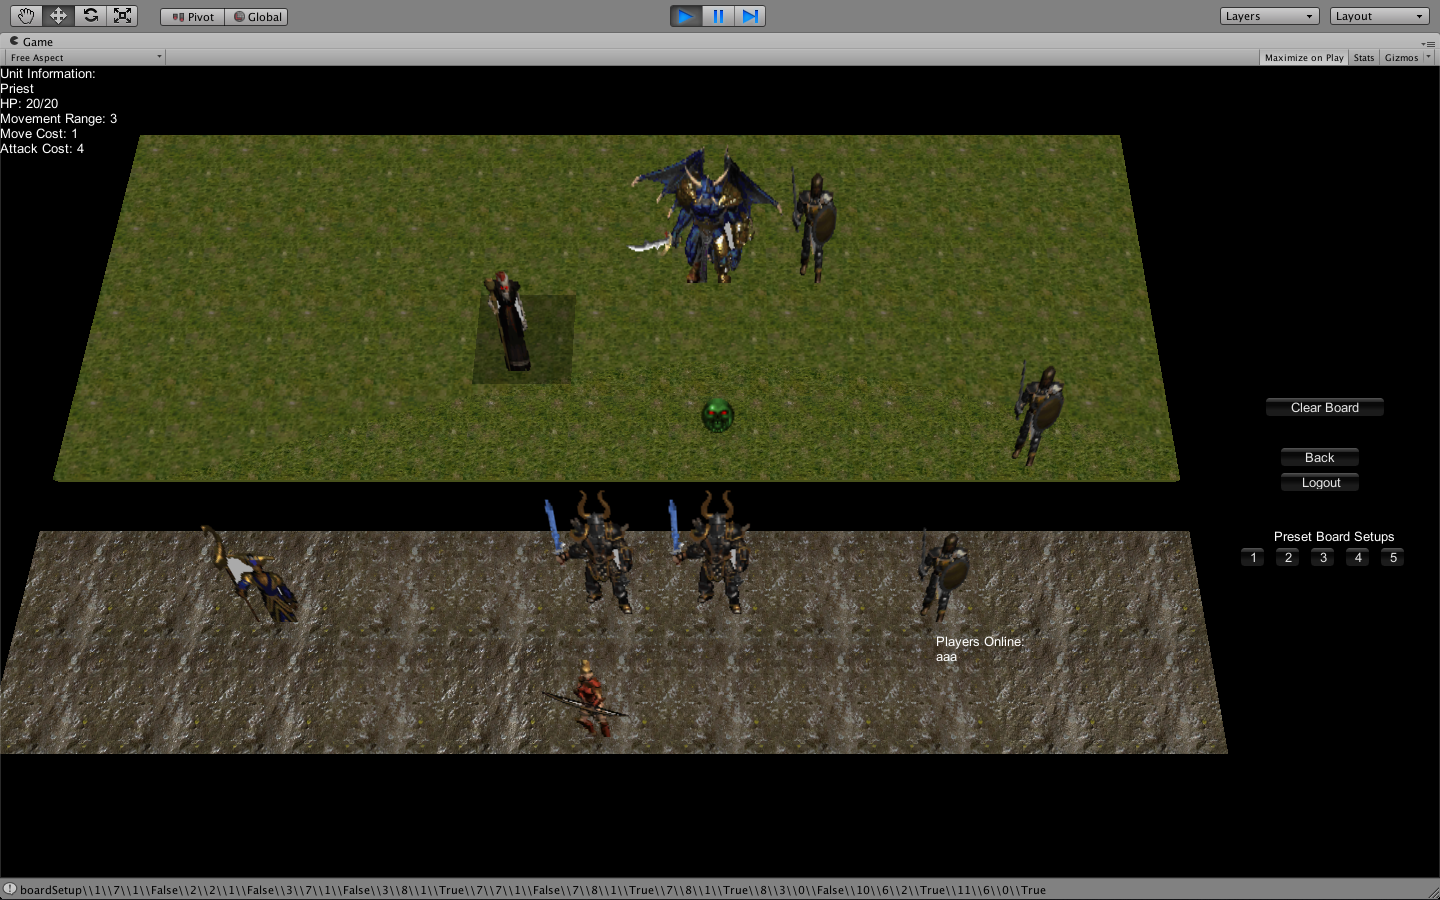 Pivot Global Layers Layout
Game
Free Aspect Maximize on Play Stats Gizmos
Unit Information:
Priest
HP: 20/20
Movement Range: 3
Move Cost: 1
Attack Cost: 4
Clear Board
Back
Logout
Preset Board Setups
1 2 3 4 5
Players Online:
aaa
boardSetup\\1\\7\\1\\False\\2\\2\\1\\False\\3\\7\\1\\False\\3\\8\\1\\True\\7\\7\\1\\False\\7\\8\\1\\True\\7\\8\\1\\True\\8\\3\\0\\False\\10\\6\\2\\True\\11\\6\\0\\True